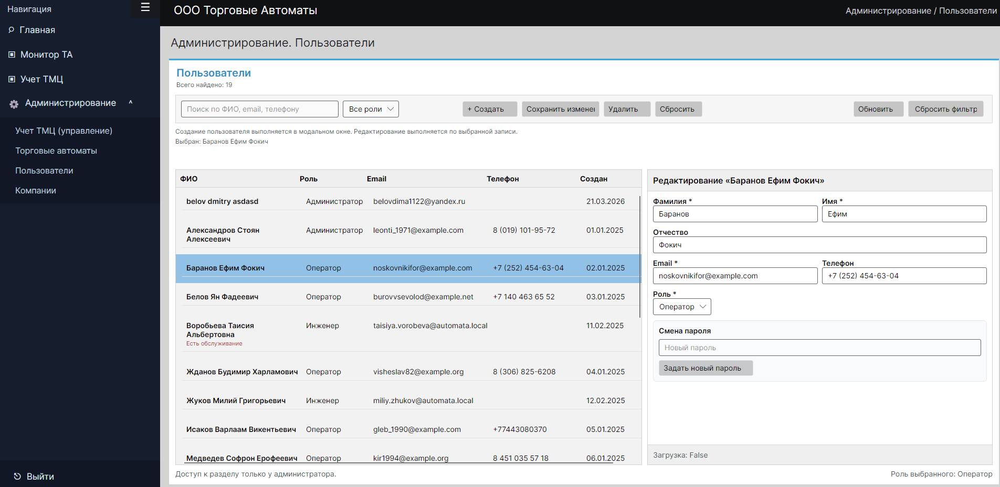 Навигация
Главная
Монитор ТА
Учет ТМЦ
Администрирование
Учет ТМЦ (управление)
Торговые автоматы
Пользователи
Компании
Выйти
ООО Торговые Автоматы
Администрирование / Пользователи
Администрирование. Пользователи
Пользователи
Всего найдено: 19
Поиск по ФИО, email, телефону
Все роли
+ Создать
Сохранить изменен
Удалить
Сбросить
Обновить
Сбросить фильтр
Создание пользователя выполняется в модальном окне. Редактирование выполняется по выбранной записи.
Выбран: Баранов Ефим Фокич
ФИО Роль Email Телефон Создан
belov dmitry asdasd Администратор belovdima1122@yandex.ru 21.03.2026
Александров Стоян Администратор leonti_1971@example.com 8 (019) 101-95-72 01.01.2025
Алексеевич
Баранов Ефим Фокич Оператор noskovnikifor@example.com +7 (252) 454-63-04 02.01.2025
Белов Ян Фадеевич Оператор burovvsevolod@example.net +7 140 463 65 52 03.01.2025
Воробьева Таисия Инженер taisiya.vorobeva@automata.local 11.02.2025
Альбертовна
Есть обслуживание
Жданов Будимир Харламович Оператор visheslav82@example.org 8 (306) 825-6208 04.01.2025
Жуков Милий Григорьевич Инженер miliy.zhukov@automata.local 12.02.2025
Исаков Варлаам Викентьевич Оператор gleb_1990@example.com +77443080370 05.01.2025
Медведев Софрон Ерофеевич Оператор kir1994@example.org 8 451 035 57 18 06.01.2025
Редактирование «Баранов Ефим Фокич»
Фамилия * Имя *
Баранов Ефим
Отчество
Фокич
Email * Телефон
noskovnikifor@example.com +7 (252) 454-63-04
Роль *
Оператор
Смена пароля
Новый пароль
Задать новый пароль
Загрузка: False
Доступ к разделу только у администратора.
Роль выбранного: Оператор